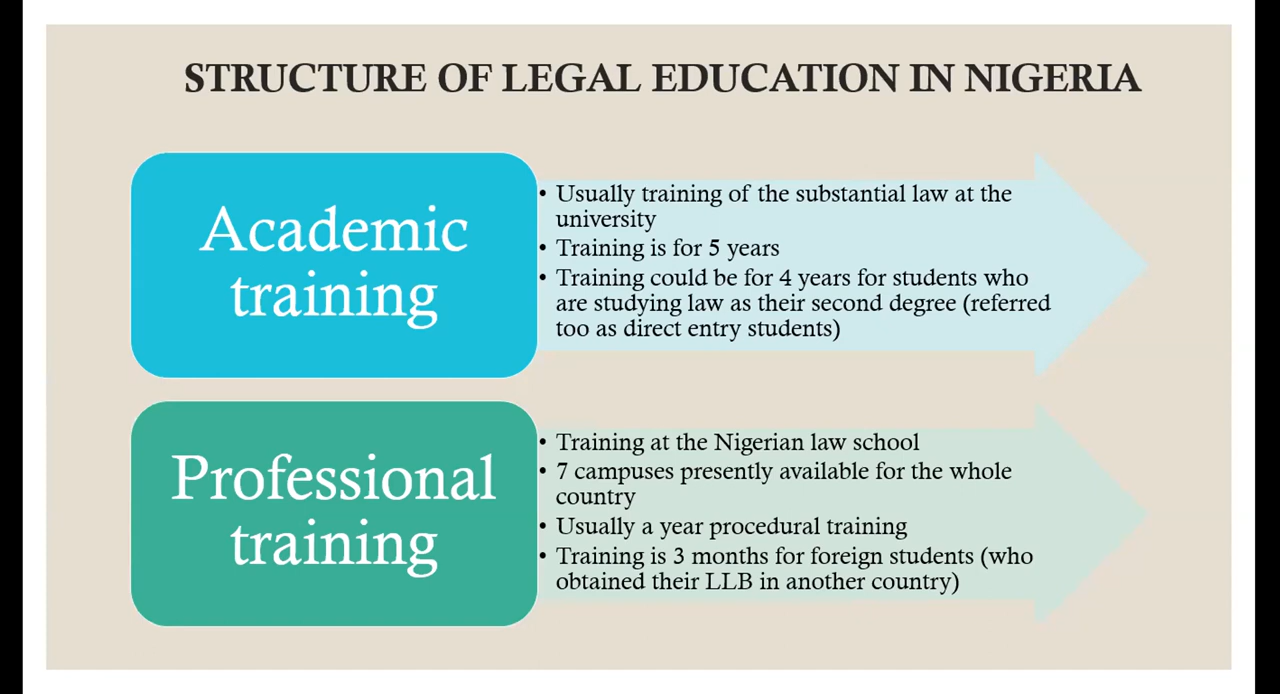 STRUCTURE OF LEGAL EDUCATION IN NIGERIA
Academic
training
• Usually training of the substantial law at the
university
• Training is for 5 years
• Training could be for 4 years for students who
are studying law as their second degree (referred
too as direct entry students)
Professional
training
• Training at the Nigerian law school
• 7 campuses presently available for the whole
country
• Usually a year procedural training
• Training is 3 months for foreign students (who
obtained their LLB in another country)